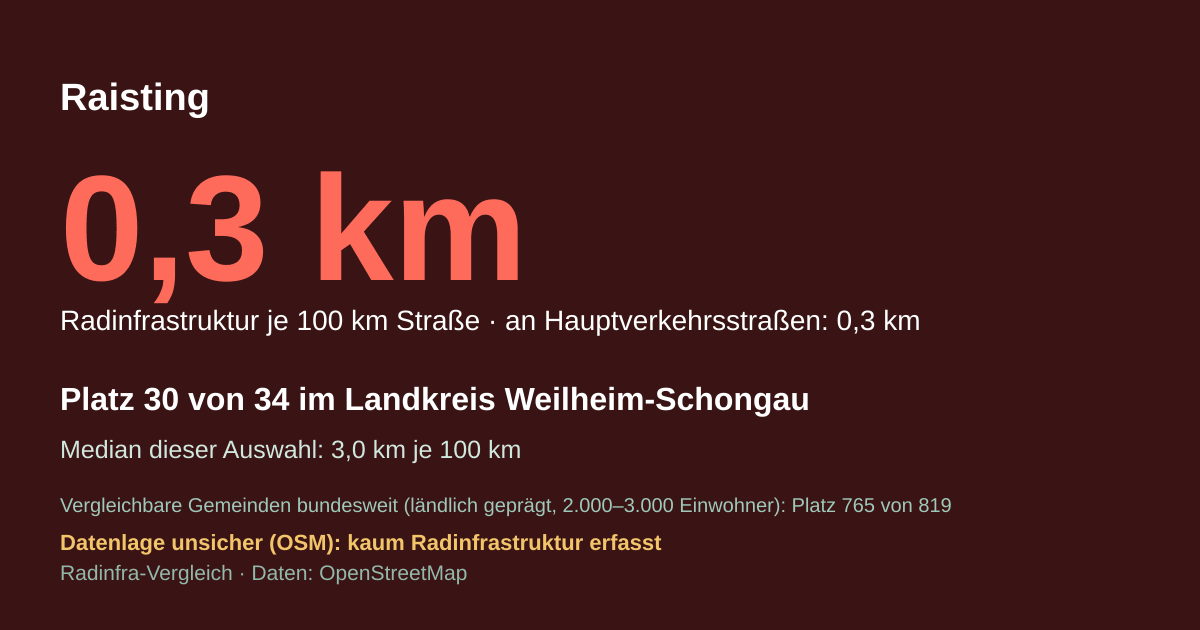 Raisting
0,3 km
Radinfrastruktur je 100 km Straße · an Hauptverkehrsstraßen: 0,3 km
Platz 30 von 34 im Landkreis Weilheim-Schongau
Median dieser Auswahl: 3,0 km je 100 km
Vergleichbare Gemeinden bundesweit (ländlich geprägt, 2.000–3.000 Einwohner): Platz 765 von 819
Datenlage unsicher (OSM): kaum Radinfrastruktur erfasst
Radinfra-Vergleich · Daten: OpenStreetMap